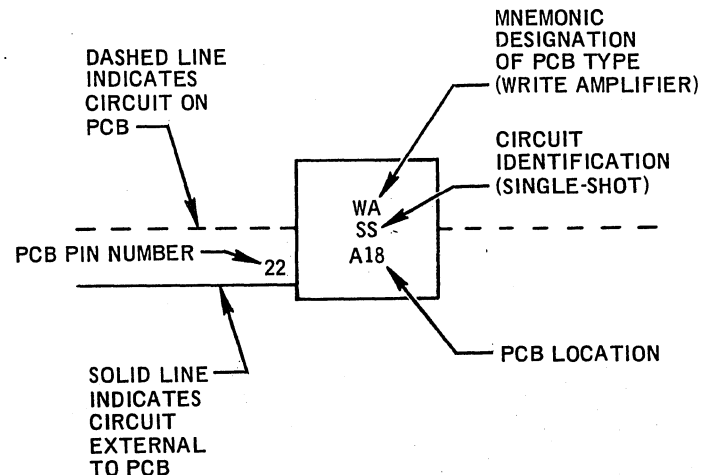 MNEMONIC
DESIGNATION
OF PCB TYPE
(WRITE AMPLIFIER)
DASHED LINE
INDICATES
CIRCUIT ON
PCB
CIRCUIT
IDENTIFICATION
(SINGLE-SHOT)
WA
SS
A18
PCB PIN NUMBER
22
PCB LOCATION
SOLID LINE
INDICATES
CIRCUIT
EXTERNAL
TO PCB